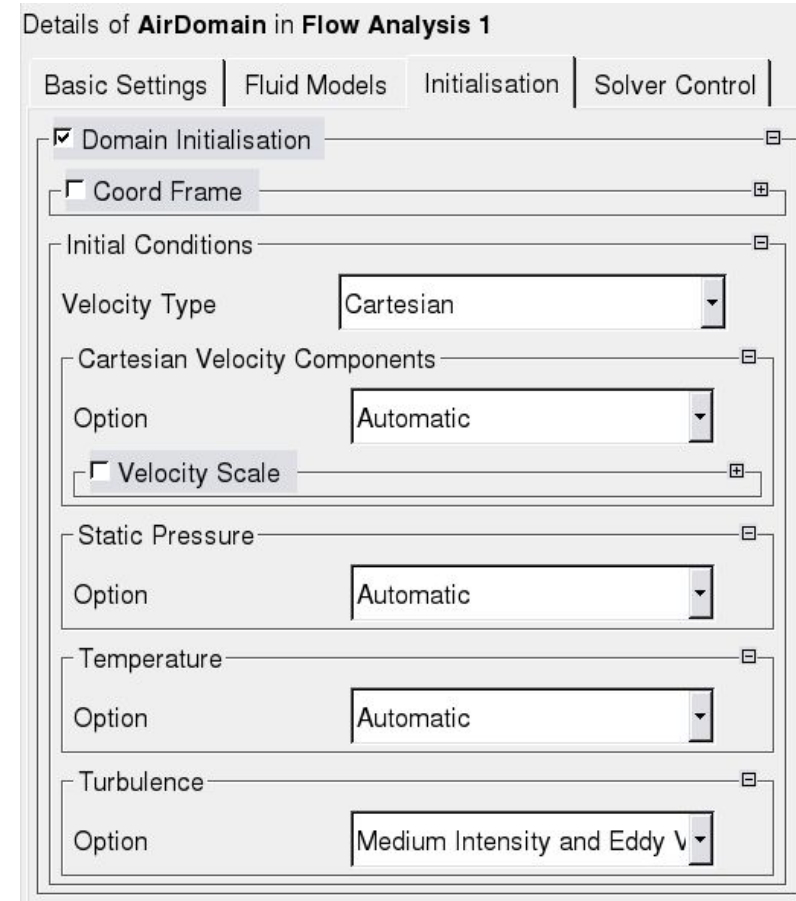 Details of AirDomain in Flow Analysis 1
Basic Settings Fluid Models Initialisation Solver Control
Domain Initialisation
Coord Frame
Initial Conditions
Velocity Type Cartesian
Cartesian Velocity Components
Option Automatic
Velocity Scale
Static Pressure
Option Automatic
Temperature
Option Automatic
Turbulence
Option Medium Intensity and Eddy V